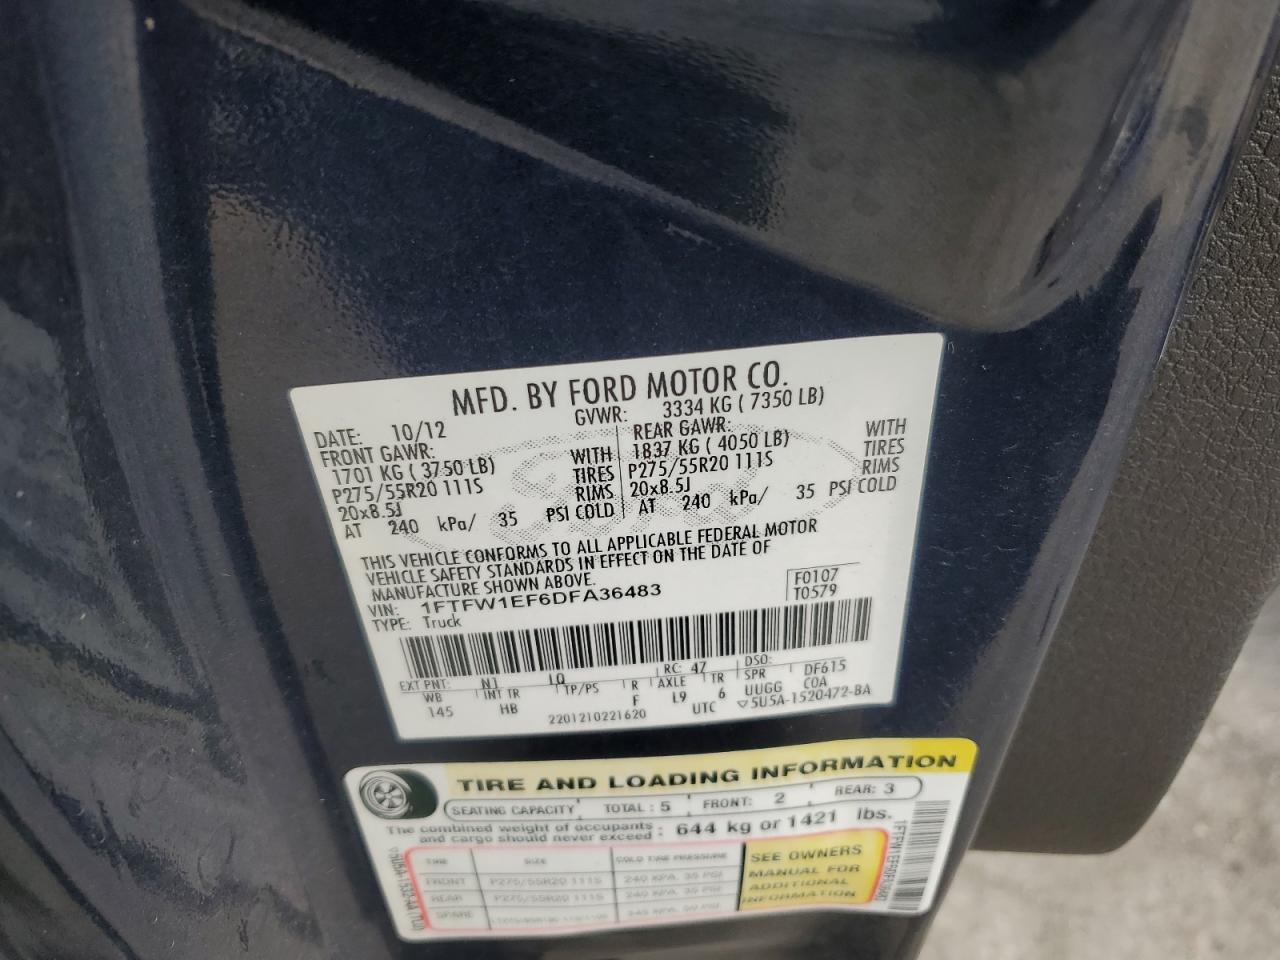 MFD. BY FORD MOTOR CO.
DATE: 10/12 GVWR: 3334 KG ( 7350 LB)
FRONT GAWR: REAR GAWR:
1701 KG ( 3750 LB) WITH 1837 KG ( 4050 LB) WITH
P275/55R20 111S TIRES P275/55R20 111S TIRES
20x8.5J RIMS 20x8.5J RIMS
AT 240 kPa/ 35 PSI COLD AT 240 kPa/ 35 PSI COLD
THIS VEHICLE CONFORMS TO ALL APPLICABLE FEDERAL MOTOR
VEHICLE SAFETY STANDARDS IN EFFECT ON THE DATE OF
MANUFACTURE SHOWN ABOVE.
VIN: 1FTFW1EF6DFA36483 F0107
TYPE: Truck T0579
EXT PNT: N1 LQ RC: 47 DSO:
WB INT TR TP/PS R AXLE TR SPR DF615
145 HB F L9 6 UUGG COA
2201210221620 UTC ▽5U5A-1520472-BA
TIRE AND LOADING INFORMATION
SEATING CAPACITY TOTAL : 5 FRONT: 2 REAR: 3
The combined weight of occupants
and cargo should never exceed : 644 kg or 1421 lbs.
TIRE SIZE COLD TIRE PRESSURE SEE OWNERS
FRONT P275/55R20 111S 240 KPA, 35 PSI MANUAL FOR
REAR P275/55R20 111S 240 KPA, 35 PSI ADDITIONAL
SPARE INFORMATION